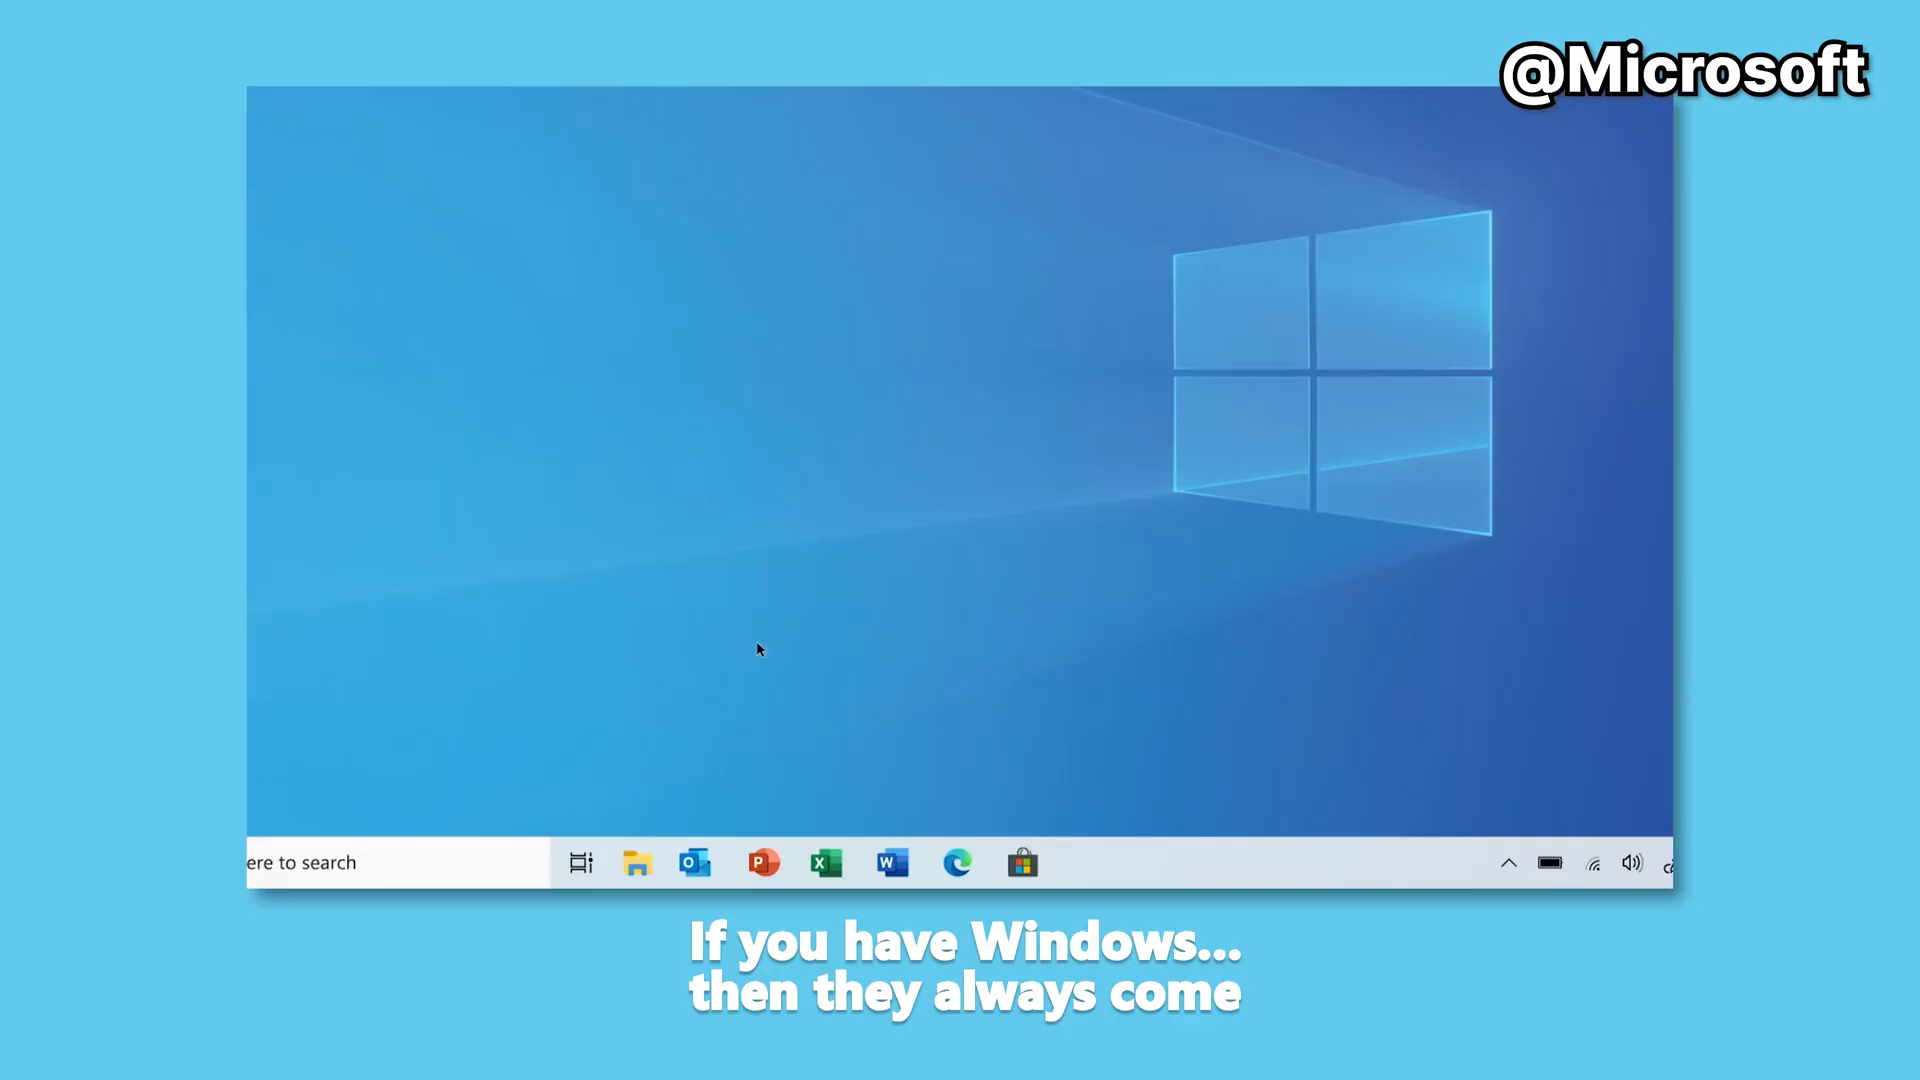 @Microsoft
ere to search
O
P
X
W
If you have Windows...
then they always come